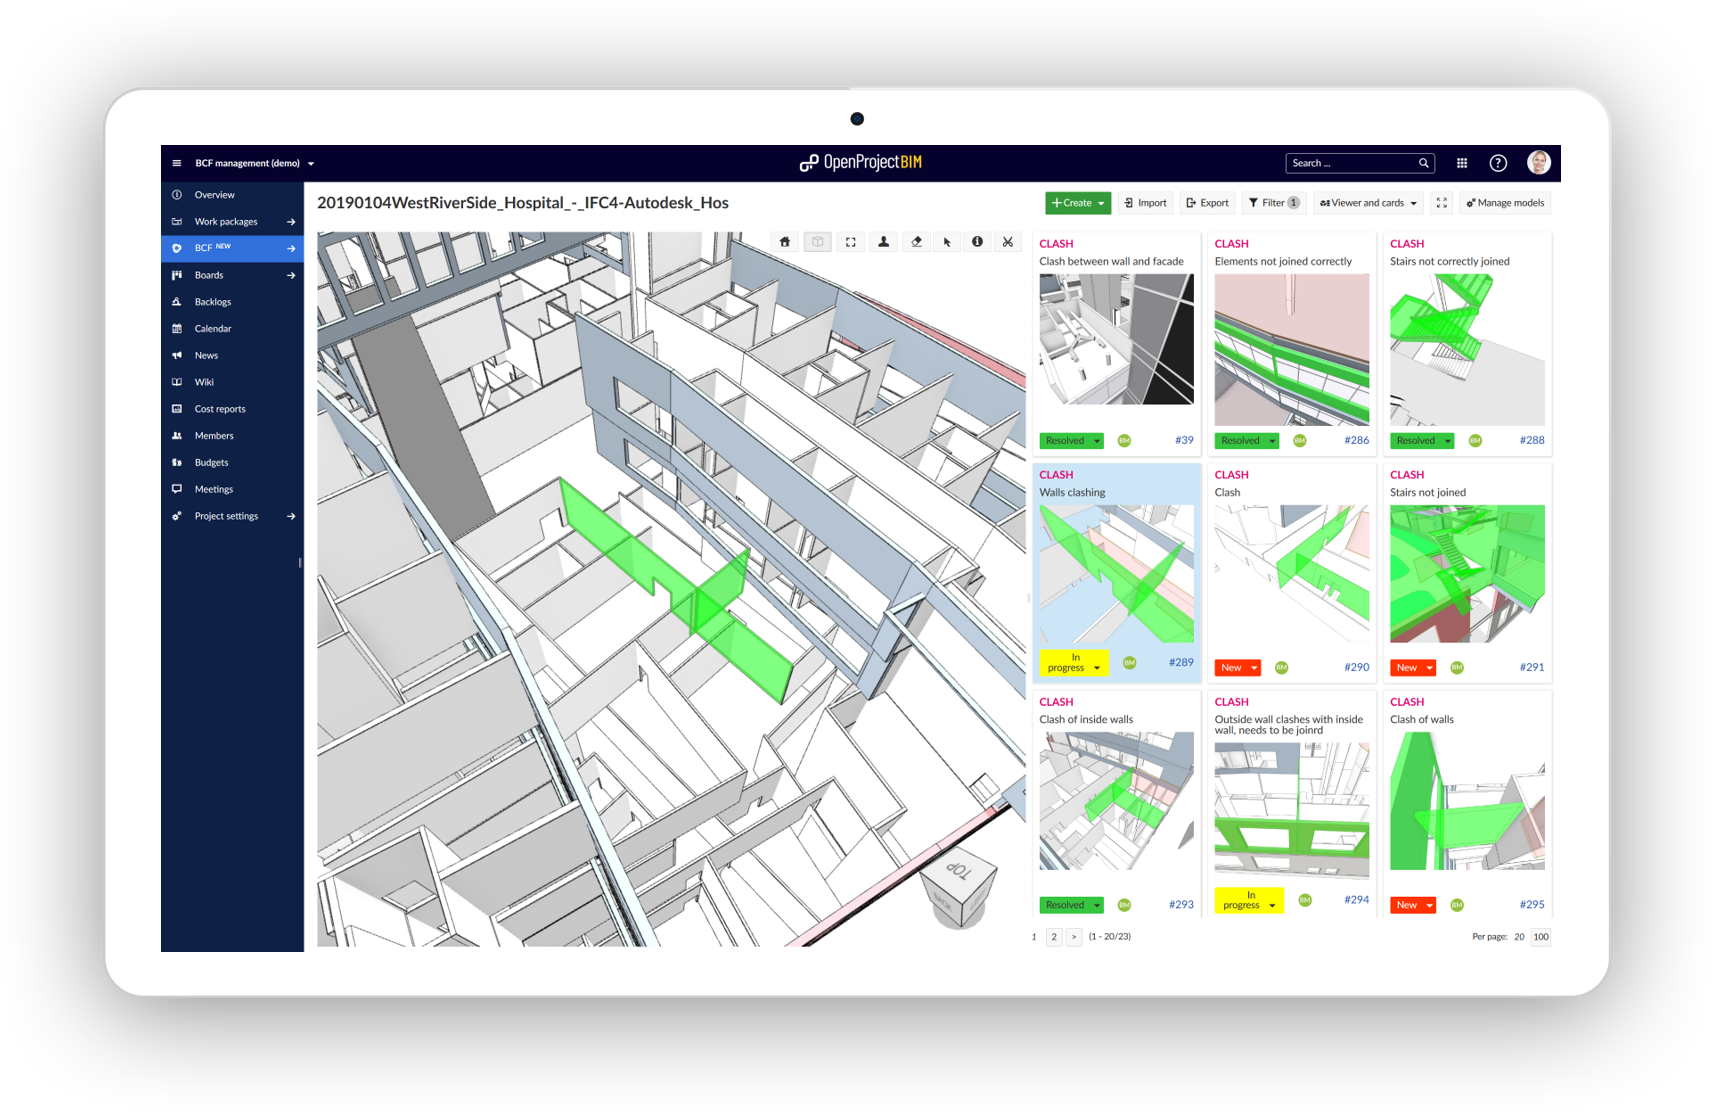 BCF management (demo)
OpenProject BIM
Search ...
?
Overview
Work packages
BCF NEW
Boards
Backlogs
Calendar
News
Wiki
Cost reports
Members
Budgets
Meetings
Project settings
20190104WestRiverSide_Hospital_-_IFC4-Autodesk_Hos
+ Create
Import
Export
Filter 1
Viewer and cards
Manage models
TOP
CLASH
Clash between wall and facade
Resolved BM #39
CLASH
Elements not joined correctly
Resolved BM #286
CLASH
Stairs not correctly joined
Resolved BM #288
CLASH
Walls clashing
In
progress BM #289
CLASH
Clash
New BM #290
CLASH
Stairs not joined
New BM #291
CLASH
Clash of inside walls
Resolved BM #293
CLASH
Outside wall clashes with inside
wall, needs to be joinrd
In
progress BM #294
CLASH
Clash of walls
New BM #295
1 2 > (1 - 20/23)
Per page: 20 100